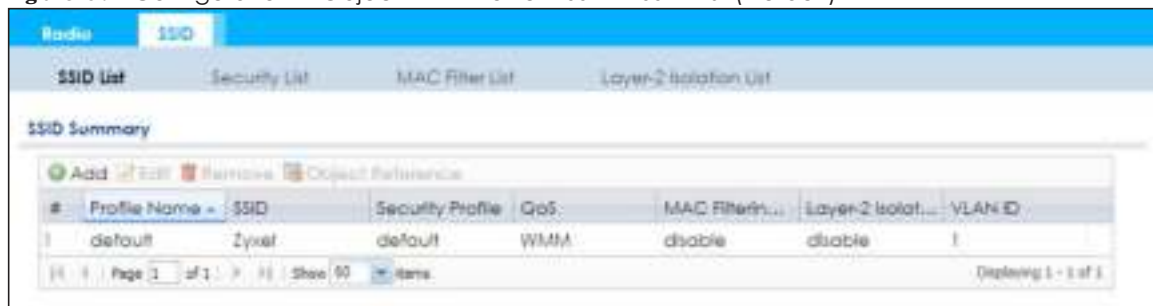 Radio SSID
SSID List Security List MAC Filter List Layer-2 Isolation List
SSID Summary
Add Edit Remove Object Reference
# Profile Name SSID Security Profile QoS MAC Filterin... Layer-2 Isolat... VLAN ID
1 default Zyxel default WMM disable disable 1
Page 1 of 1 Show 50 items Displaying 1 - 1 of 1